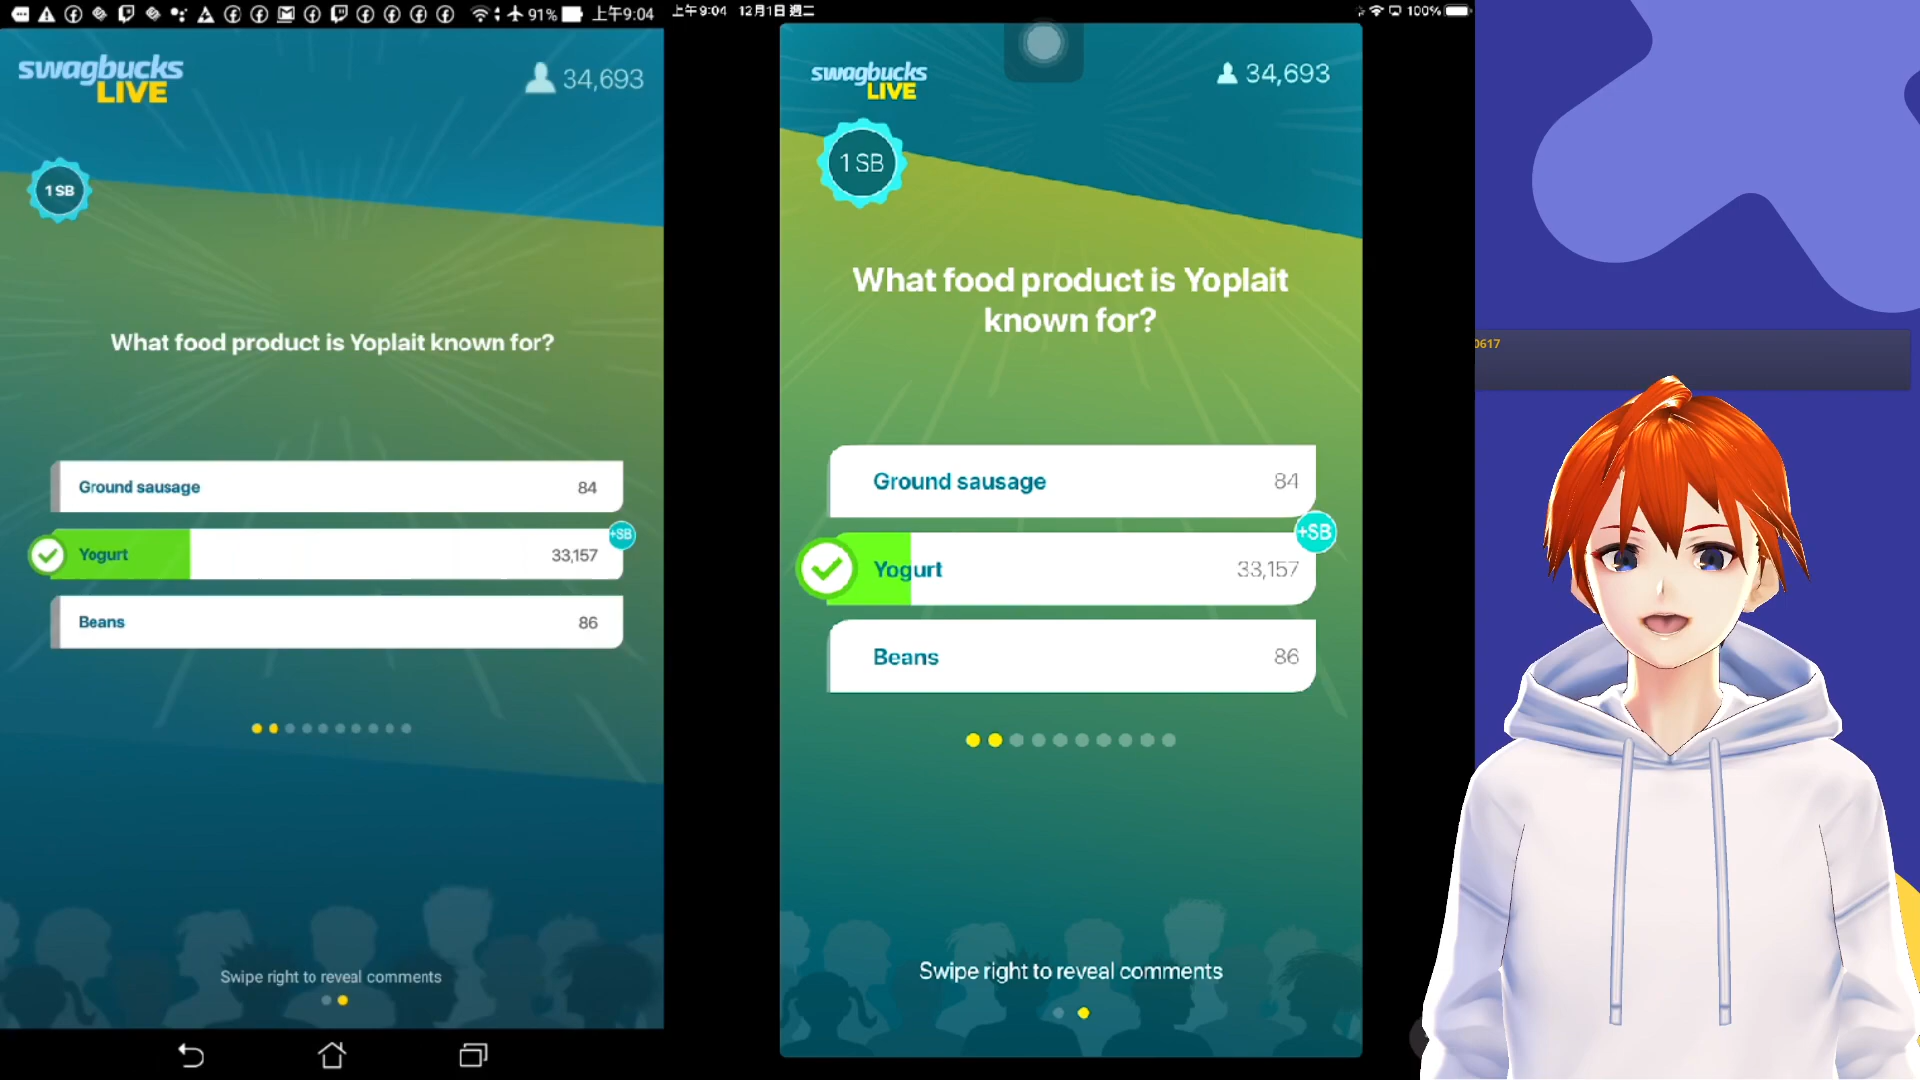 91% 上午9:04
swagbucks
LIVE
34,693
1 SB
What food product is Yoplait known for?
Ground sausage 84
Yogurt 33,157
+SB
Beans 86
Swipe right to reveal comments
上午9:04 12月1日 週二
100%
swagbucks
LIVE
34,693
1 SB
What food product is Yoplait
known for?
Ground sausage 84
+SB
Yogurt 33,157
Beans 86
Swipe right to reveal comments
0617